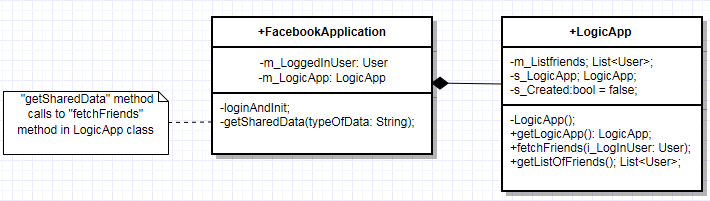 +FacebookApplication
-m_LoggedInUser: User
-m_LogicApp: LogicApp
-loginAndInit;
-getSharedData(typeOfData: String);
"getSharedData" method
calls to "fetchFriends"
method in LogicApp class
+LogicApp
-m_Listfriends; List<User>;
-s_LogicApp; LogicApp;
-s_Created:bool = false;
-LogicApp();
+getLogicApp(): LogicApp;
+fetchFriends(i_LogInUser: User);
+getListOfFriends(); List<User>;